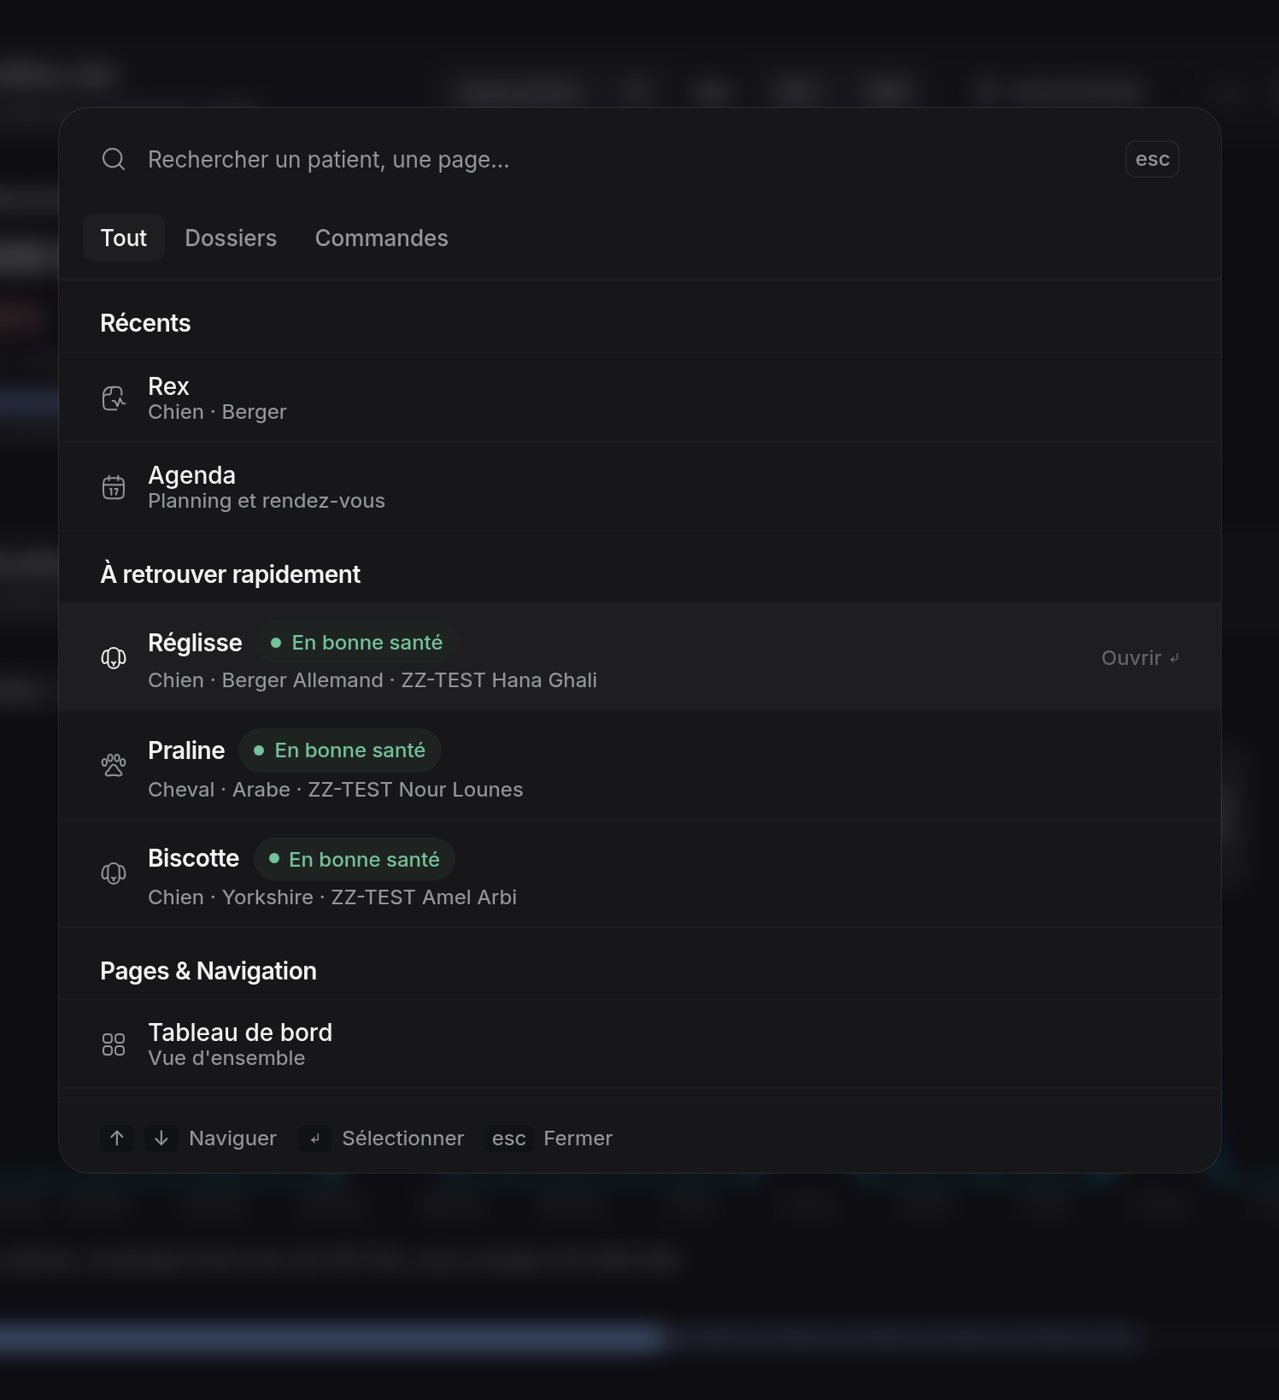 Rechercher un patient, une page...
esc
Tout Dossiers Commandes
Récents
Rex
Chien · Berger
17
Agenda
Planning et rendez-vous
À retrouver rapidement
Réglisse En bonne santé
Chien · Berger Allemand · ZZ-TEST Hana Ghali
Ouvrir ↵
Praline En bonne santé
Cheval · Arabe · ZZ-TEST Nour Lounes
Biscotte En bonne santé
Chien · Yorkshire · ZZ-TEST Amel Arbi
Pages & Navigation
Tableau de bord
Vue d'ensemble
↑ ↓ Naviguer ↵ Sélectionner esc Fermer